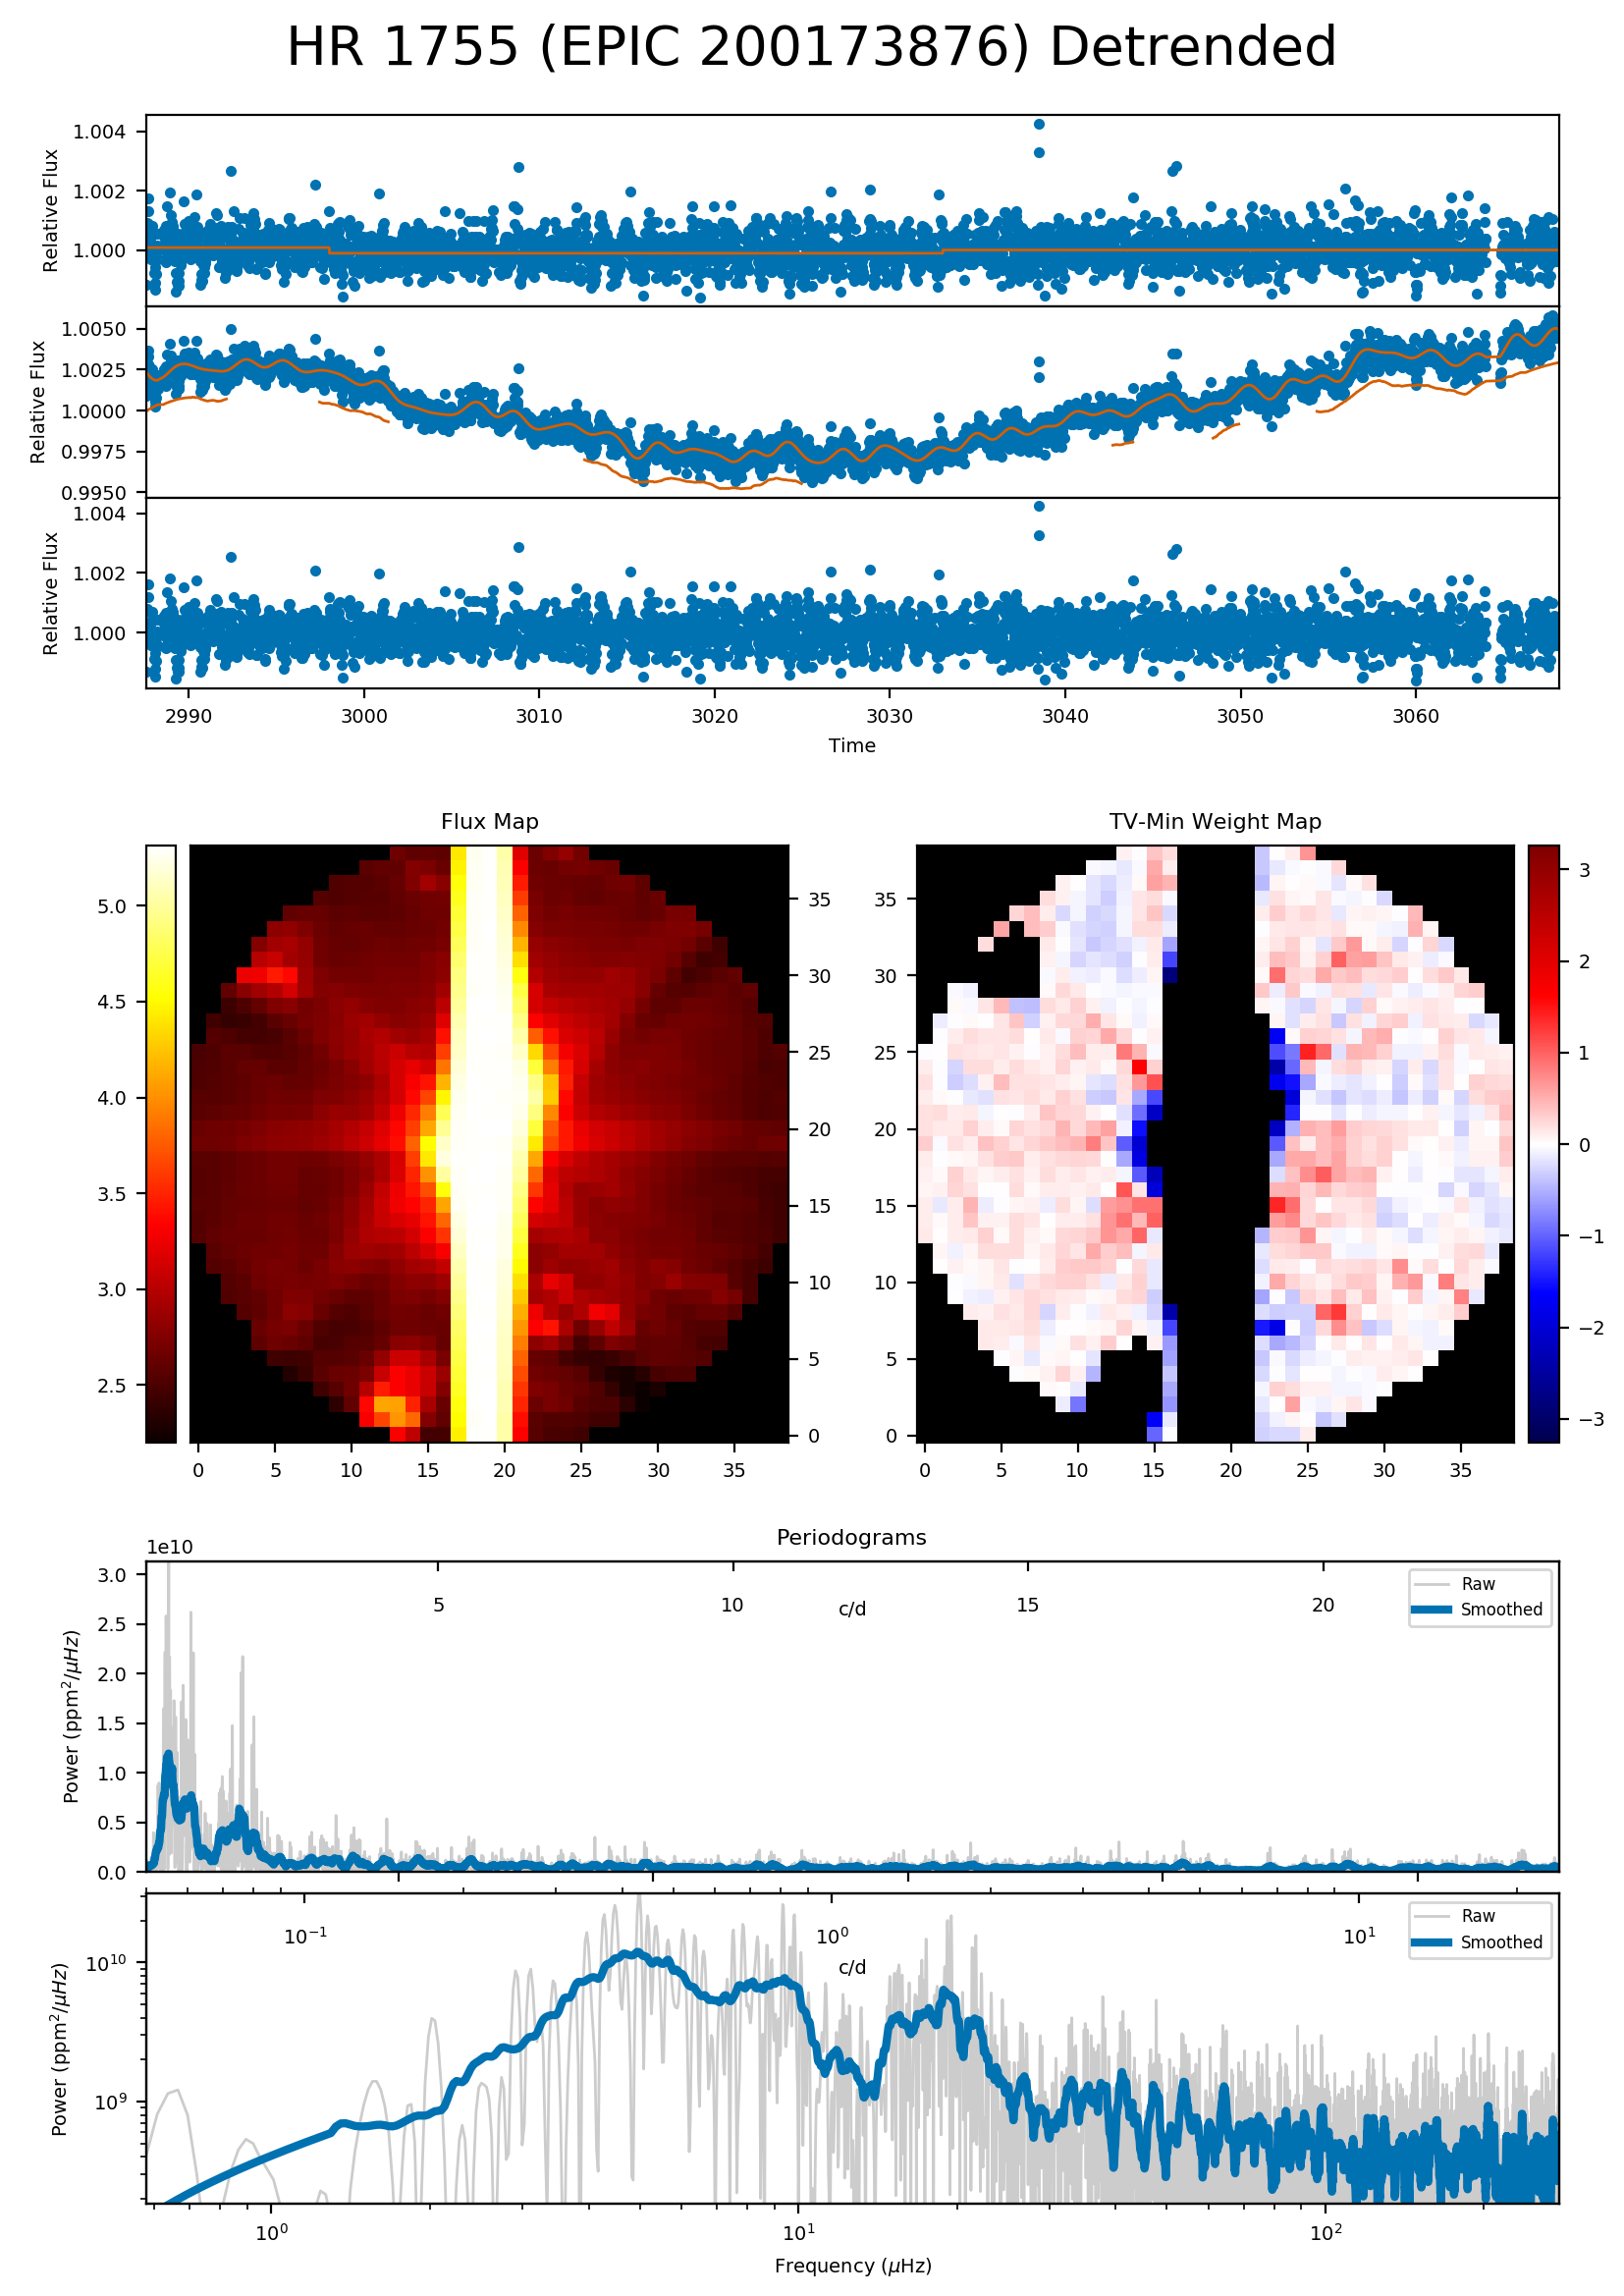 HR 1755 (EPIC 200173876) Detrended
1.004
1.002
1.000
Relative Flux
1.0050
1.0025
1.0000
0.9975
0.9950
Relative Flux
1.004
1.002
1.000
Relative Flux
2990 3000 3010 3020 3030 3040 3050 3060
Time
Flux Map
5.0
4.5
4.0
3.5
3.0
2.5
35
30
25
20
15
10
5
0
0 5 10 15 20 25 30 35
TV-Min Weight Map
35
30
25
20
15
10
5
0
0 5 10 15 20 25 30 35
3
2
1
0
−1
−2
−3
Periodograms
1e10
3.0
2.5
2.0
1.5
1.0
0.5
0.0
Power (ppm²/μHz)
5 10 15 20
c/d
Raw
Smoothed
10¹⁰
10⁹
Power (ppm²/μHz)
10⁻¹ 10⁰ 10¹
c/d
Raw
Smoothed
10⁰ 10¹ 10²
Frequency (μHz)